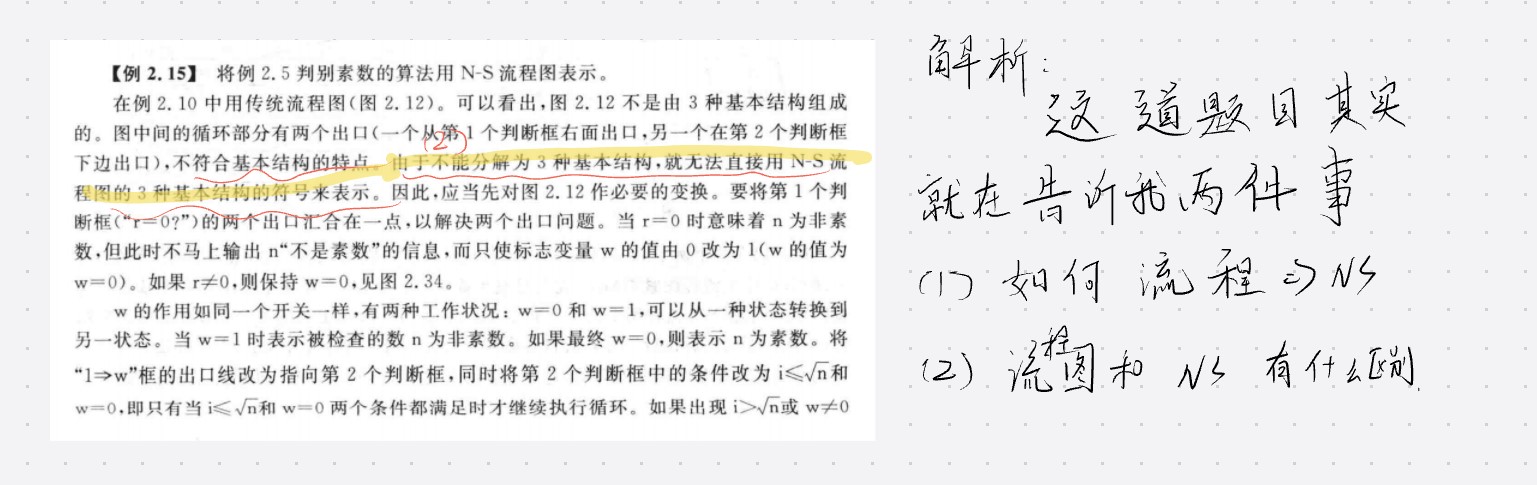 【例 2.15】 将例 2.5 判别素数的算法用 N-S 流程图表示。
在例 2.10 中用传统流程图(图 2.12)。可以看出,图 2.12 不是由 3 种基本结构组成
的。图中间的循环部分有两个出口(一个从第 1 个判断框右面出口,另一个在第 2 个判断框
(2)
下边出口),不符合基本结构的特点。由于不能分解为 3 种基本结构,就无法直接用 N-S 流
程图的 3 种基本结构的符号来表示。因此,应当先对图 2.12 作必要的变换。要将第 1 个判
断框(“r=0?”)的两个出口汇合在一点,以解决两个出口问题。当 r=0 时意味着 n 为非素
数,但此时不马上输出 n“不是素数”的信息,而只使标志变量 w 的值由 0 改为 1(w 的值为
w=0)。如果 r≠0,则保持 w=0,见图 2.34。
w 的作用如同一个开关一样,有两种工作状况:w=0 和 w=1,可以从一种状态转换到
另一状态。当 w=1 时表示被检查的数 n 为非素数。如果最终 w=0,则表示 n 为素数。将
“1⇒w”框的出口线改为指向第 2 个判断框,同时将第 2 个判断框中的条件改为 i≤√n和
w=0,即只有当 i≤√n和 w=0 两个条件都满足时才继续执行循环。如果出现 i>√n或 w≠0
解析:
这道题目其实
就在告诉我两件事
(1) 如何 流程⇒NS
(2) 流程图和 NS 有什么区别.